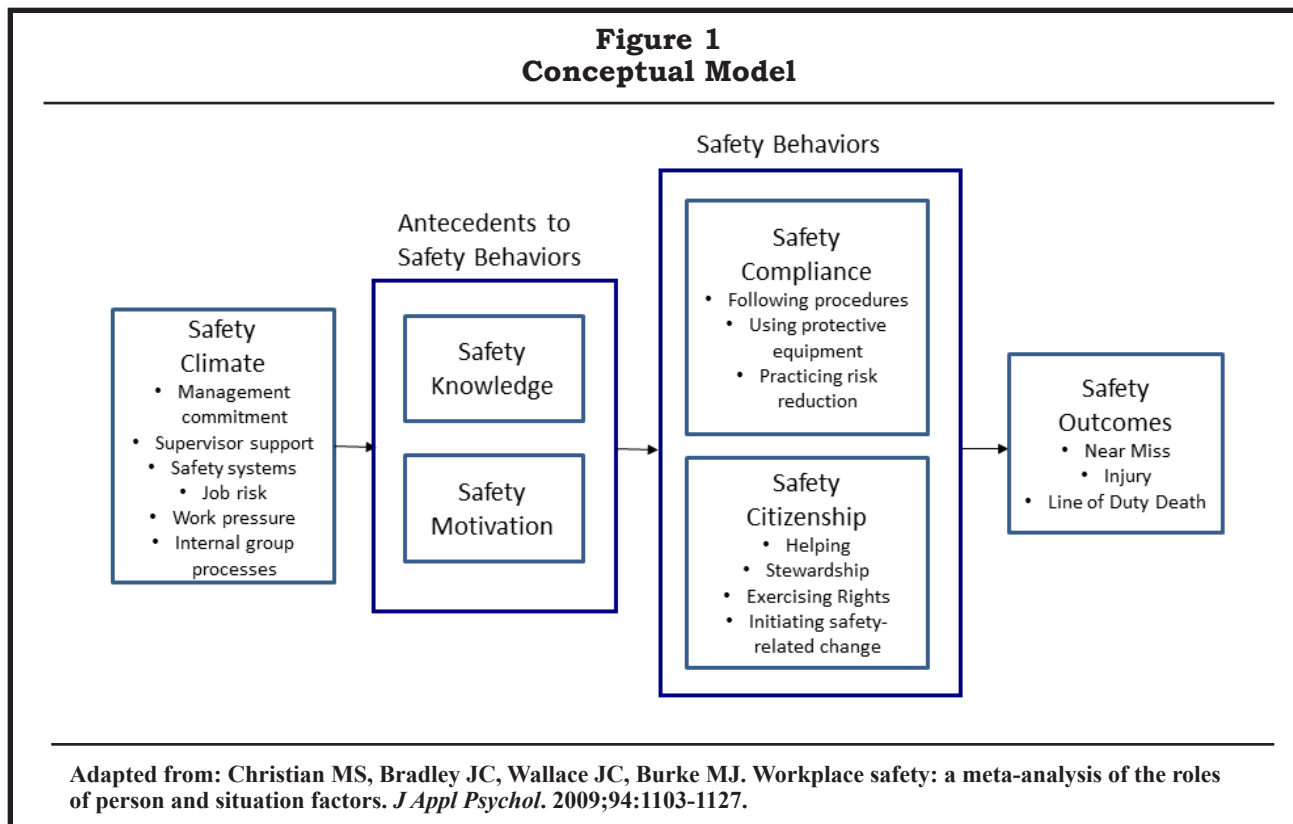 Figure 1
Conceptual Model
Safety
Climate
• Management
commitment
• Supervisor support
• Safety systems
• Job risk
• Work pressure
• Internal group
processes
Antecedents to
Safety Behaviors
Safety
Knowledge
Safety
Motivation
Safety Behaviors
Safety
Compliance
• Following procedures
• Using protective
equipment
• Practicing risk
reduction
Safety
Citizenship
• Helping
• Stewardship
• Exercising Rights
• Initiating safety-
related change
Safety
Outcomes
• Near Miss
• Injury
• Line of Duty Death
Adapted from: Christian MS, Bradley JC, Wallace JC, Burke MJ. Workplace safety: a meta-analysis of the roles
of person and situation factors. J Appl Psychol. 2009;94:1103-1127.